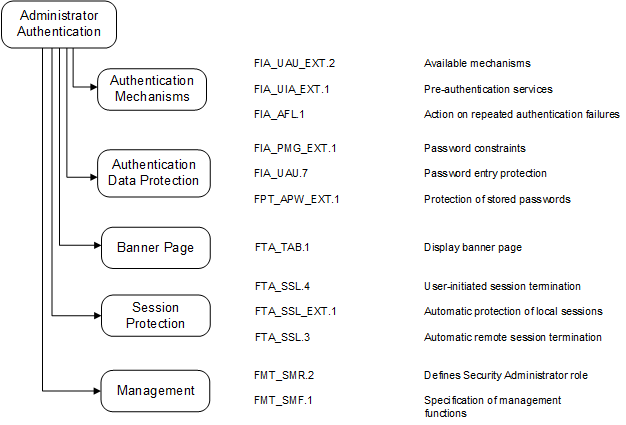 Administrator
Authentication
Authentication
Mechanisms
FIA_UAU_EXT.2 Available mechanisms
FIA_UIA_EXT.1 Pre-authentication services
FIA_AFL.1 Action on repeated authentication failures
Authentication
Data Protection
FIA_PMG_EXT.1 Password constraints
FIA_UAU.7 Password entry protection
FPT_APW_EXT.1 Protection of stored passwords
Banner Page
FTA_TAB.1 Display banner page
Session
Protection
FTA_SSL.4 User-initiated session termination
FTA_SSL_EXT.1 Automatic protection of local sessions
FTA_SSL.3 Automatic remote session termination
Management
FMT_SMR.2 Defines Security Administrator role
FMT_SMF.1 Specification of management
functions